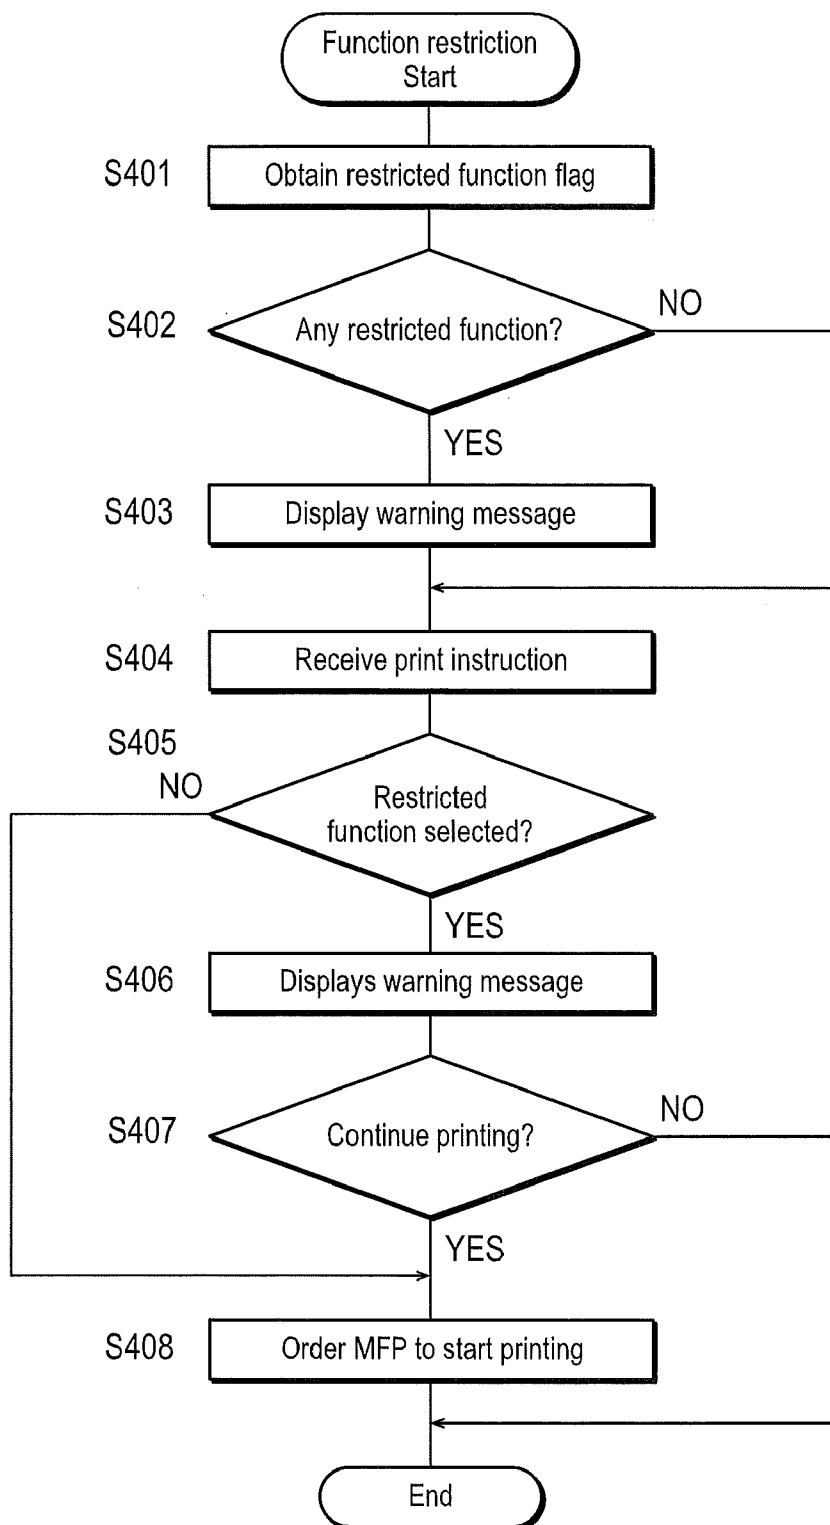 Function restriction
Start
S401
Obtain restricted function flag
S402
Any restricted function?
NO
YES
S403
Display warning message
S404
Receive print instruction
S405
NO
Restricted
function selected?
YES
S406
Displays warning message
S407
Continue printing?
NO
YES
S408
Order MFP to start printing
End